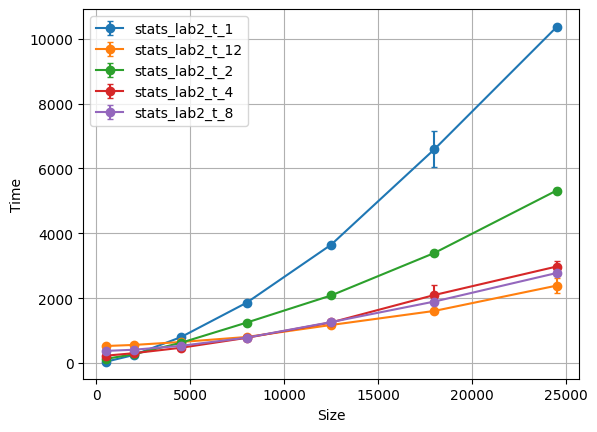 stats_lab2_t_1
stats_lab2_t_12
stats_lab2_t_2
stats_lab2_t_4
stats_lab2_t_8
10000
8000
6000
4000
2000
0
Time
0 5000 10000 15000 20000 25000
Size